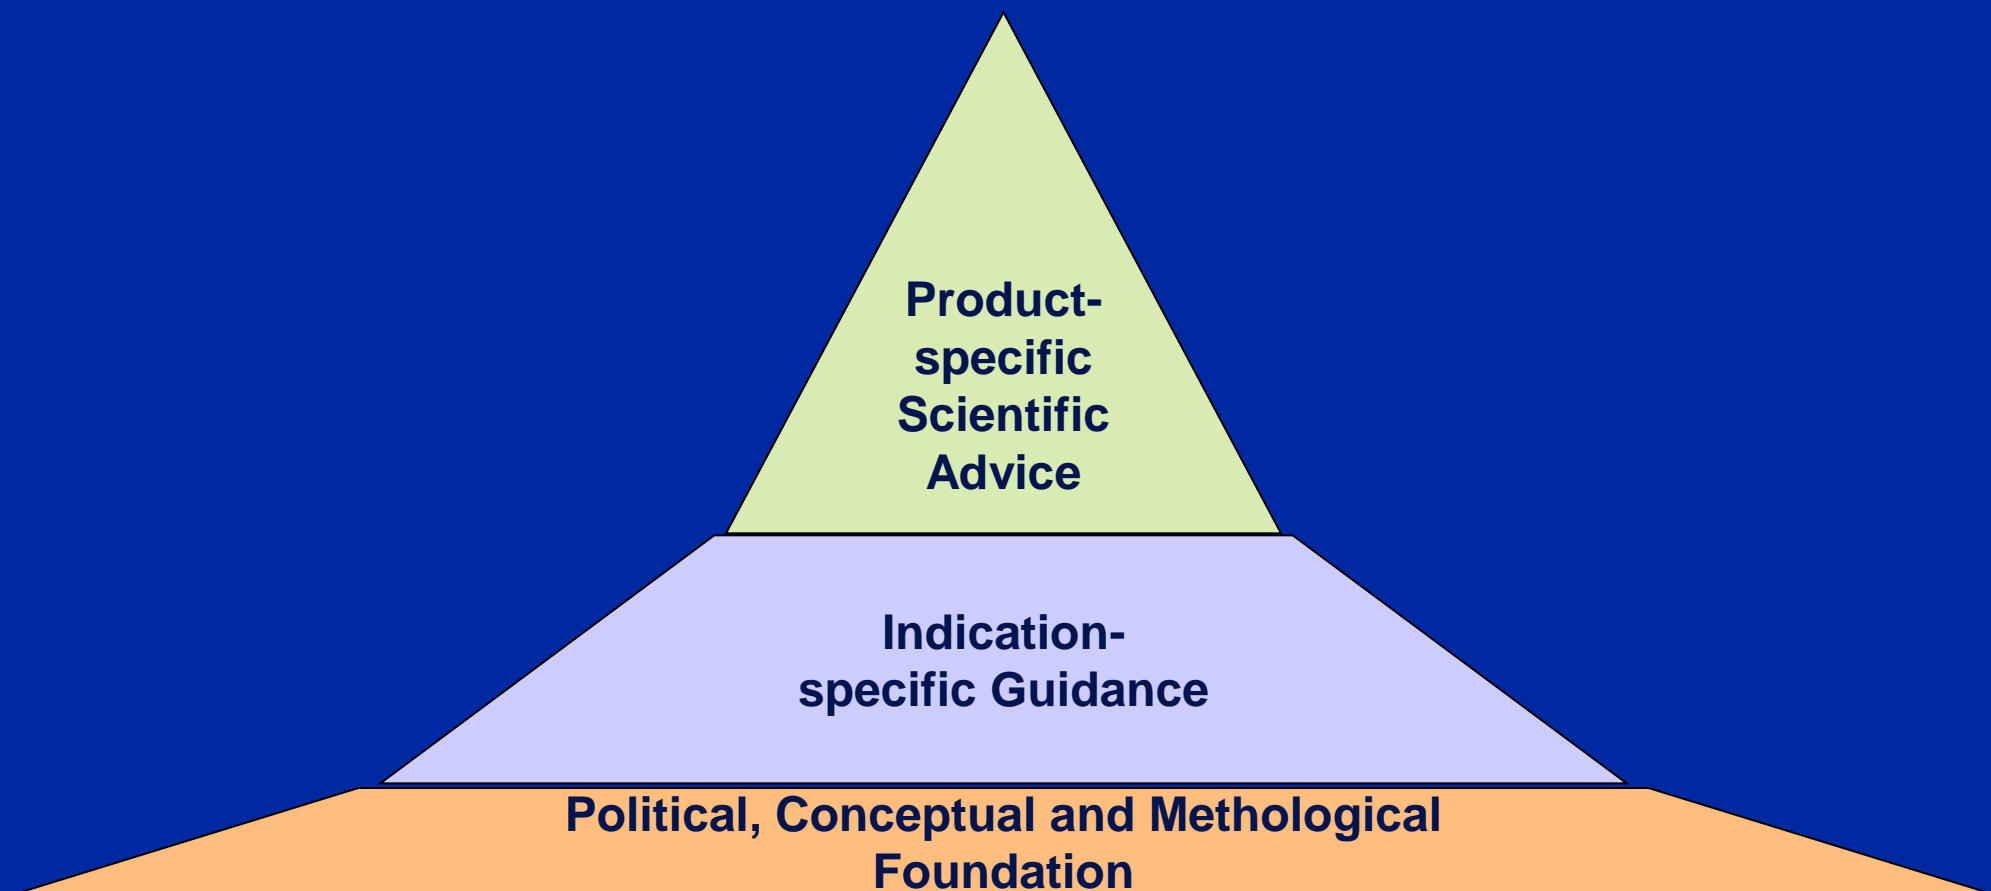 Product-
specific
Scientific
Advice
Indication-
specific Guidance
Political, Conceptual and Methological
Foundation